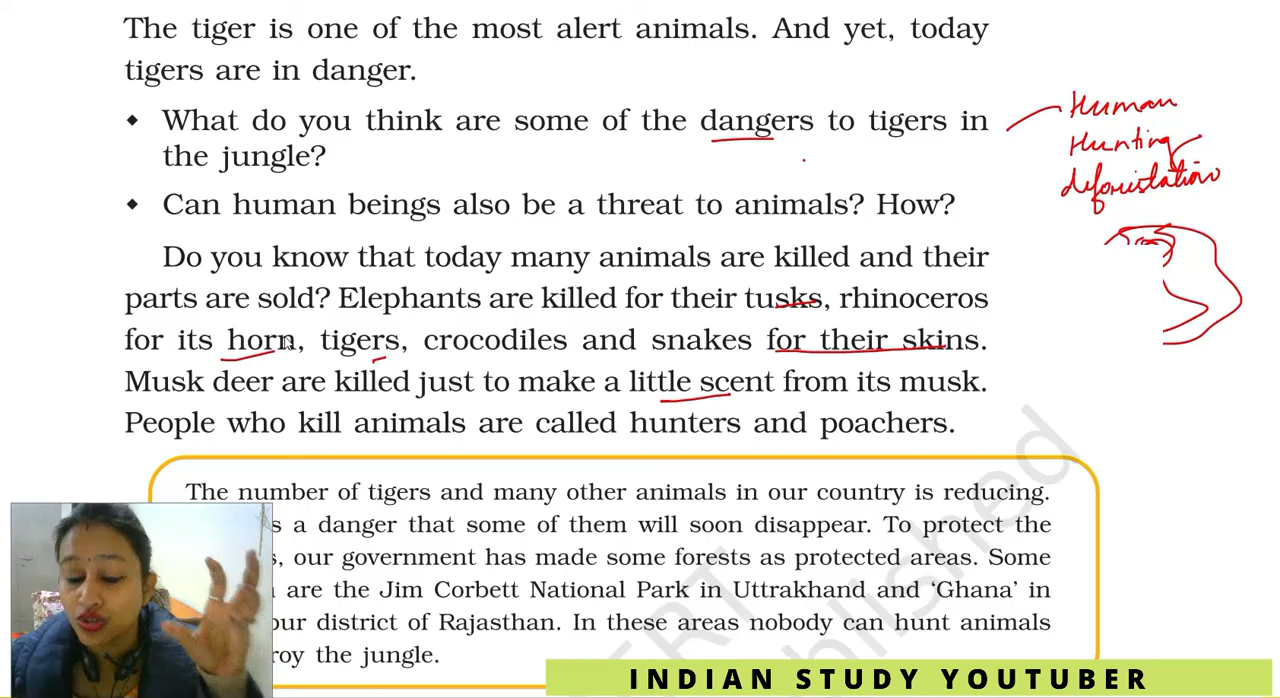 The tiger is one of the most alert animals. And yet, today
tigers are in danger.
◆ What do you think are some of the dangers to tigers in
the jungle?
Human
Hunting
deforistation
◆ Can human beings also be a threat to animals? How?
Do you know that today many animals are killed and their
parts are sold? Elephants are killed for their tusks, rhinoceros
for its horn, tigers, crocodiles and snakes for their skins.
Musk deer are killed just to make a little scent from its musk.
People who kill animals are called hunters and poachers.
The number of tigers and many other animals in our country is reducing.
s a danger that some of them will soon disappear. To protect the
s, our government has made some forests as protected areas. Some
are the Jim Corbett National Park in Uttrakhand and ‘Ghana’ in
pur district of Rajasthan. In these areas nobody can hunt animals
roy the jungle.
published
INDIAN STUDY YOUTUBER